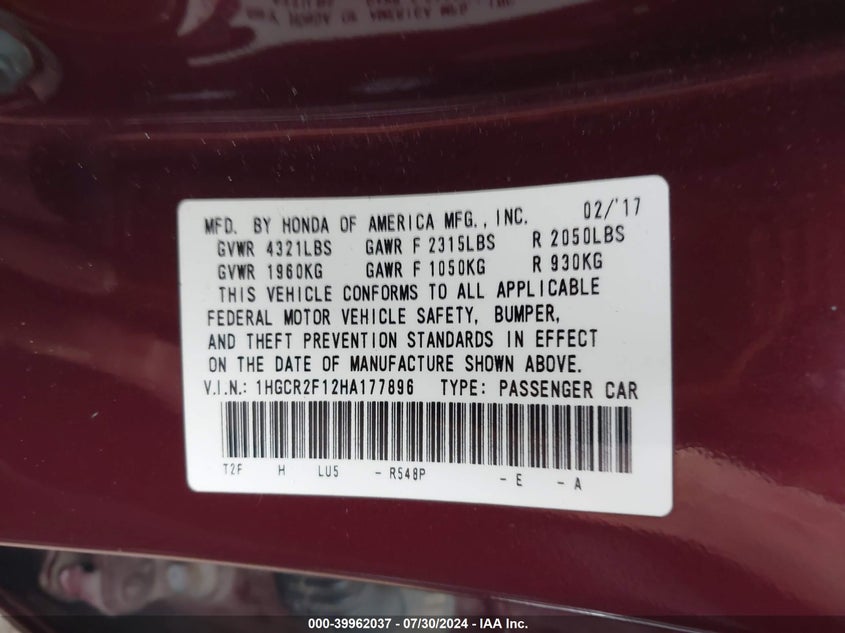 MFD. BY HONDA OF AMERICA MFG., INC. 02/'17
GVWR 4321LBS GAWR F 2315LBS R 2050LBS
GVWR 1960KG GAWR F 1050KG R 930KG
THIS VEHICLE CONFORMS TO ALL APPLICABLE
FEDERAL MOTOR VEHICLE SAFETY, BUMPER,
AND THEFT PREVENTION STANDARDS IN EFFECT
ON THE DATE OF MANUFACTURE SHOWN ABOVE.
V.I.N.: 1HGCR2F12HA177896 TYPE: PASSENGER CAR
T2F H LU5 - R548P - E - A
000-39962037 - 07/30/2024 - Copyright IAA, Inc.